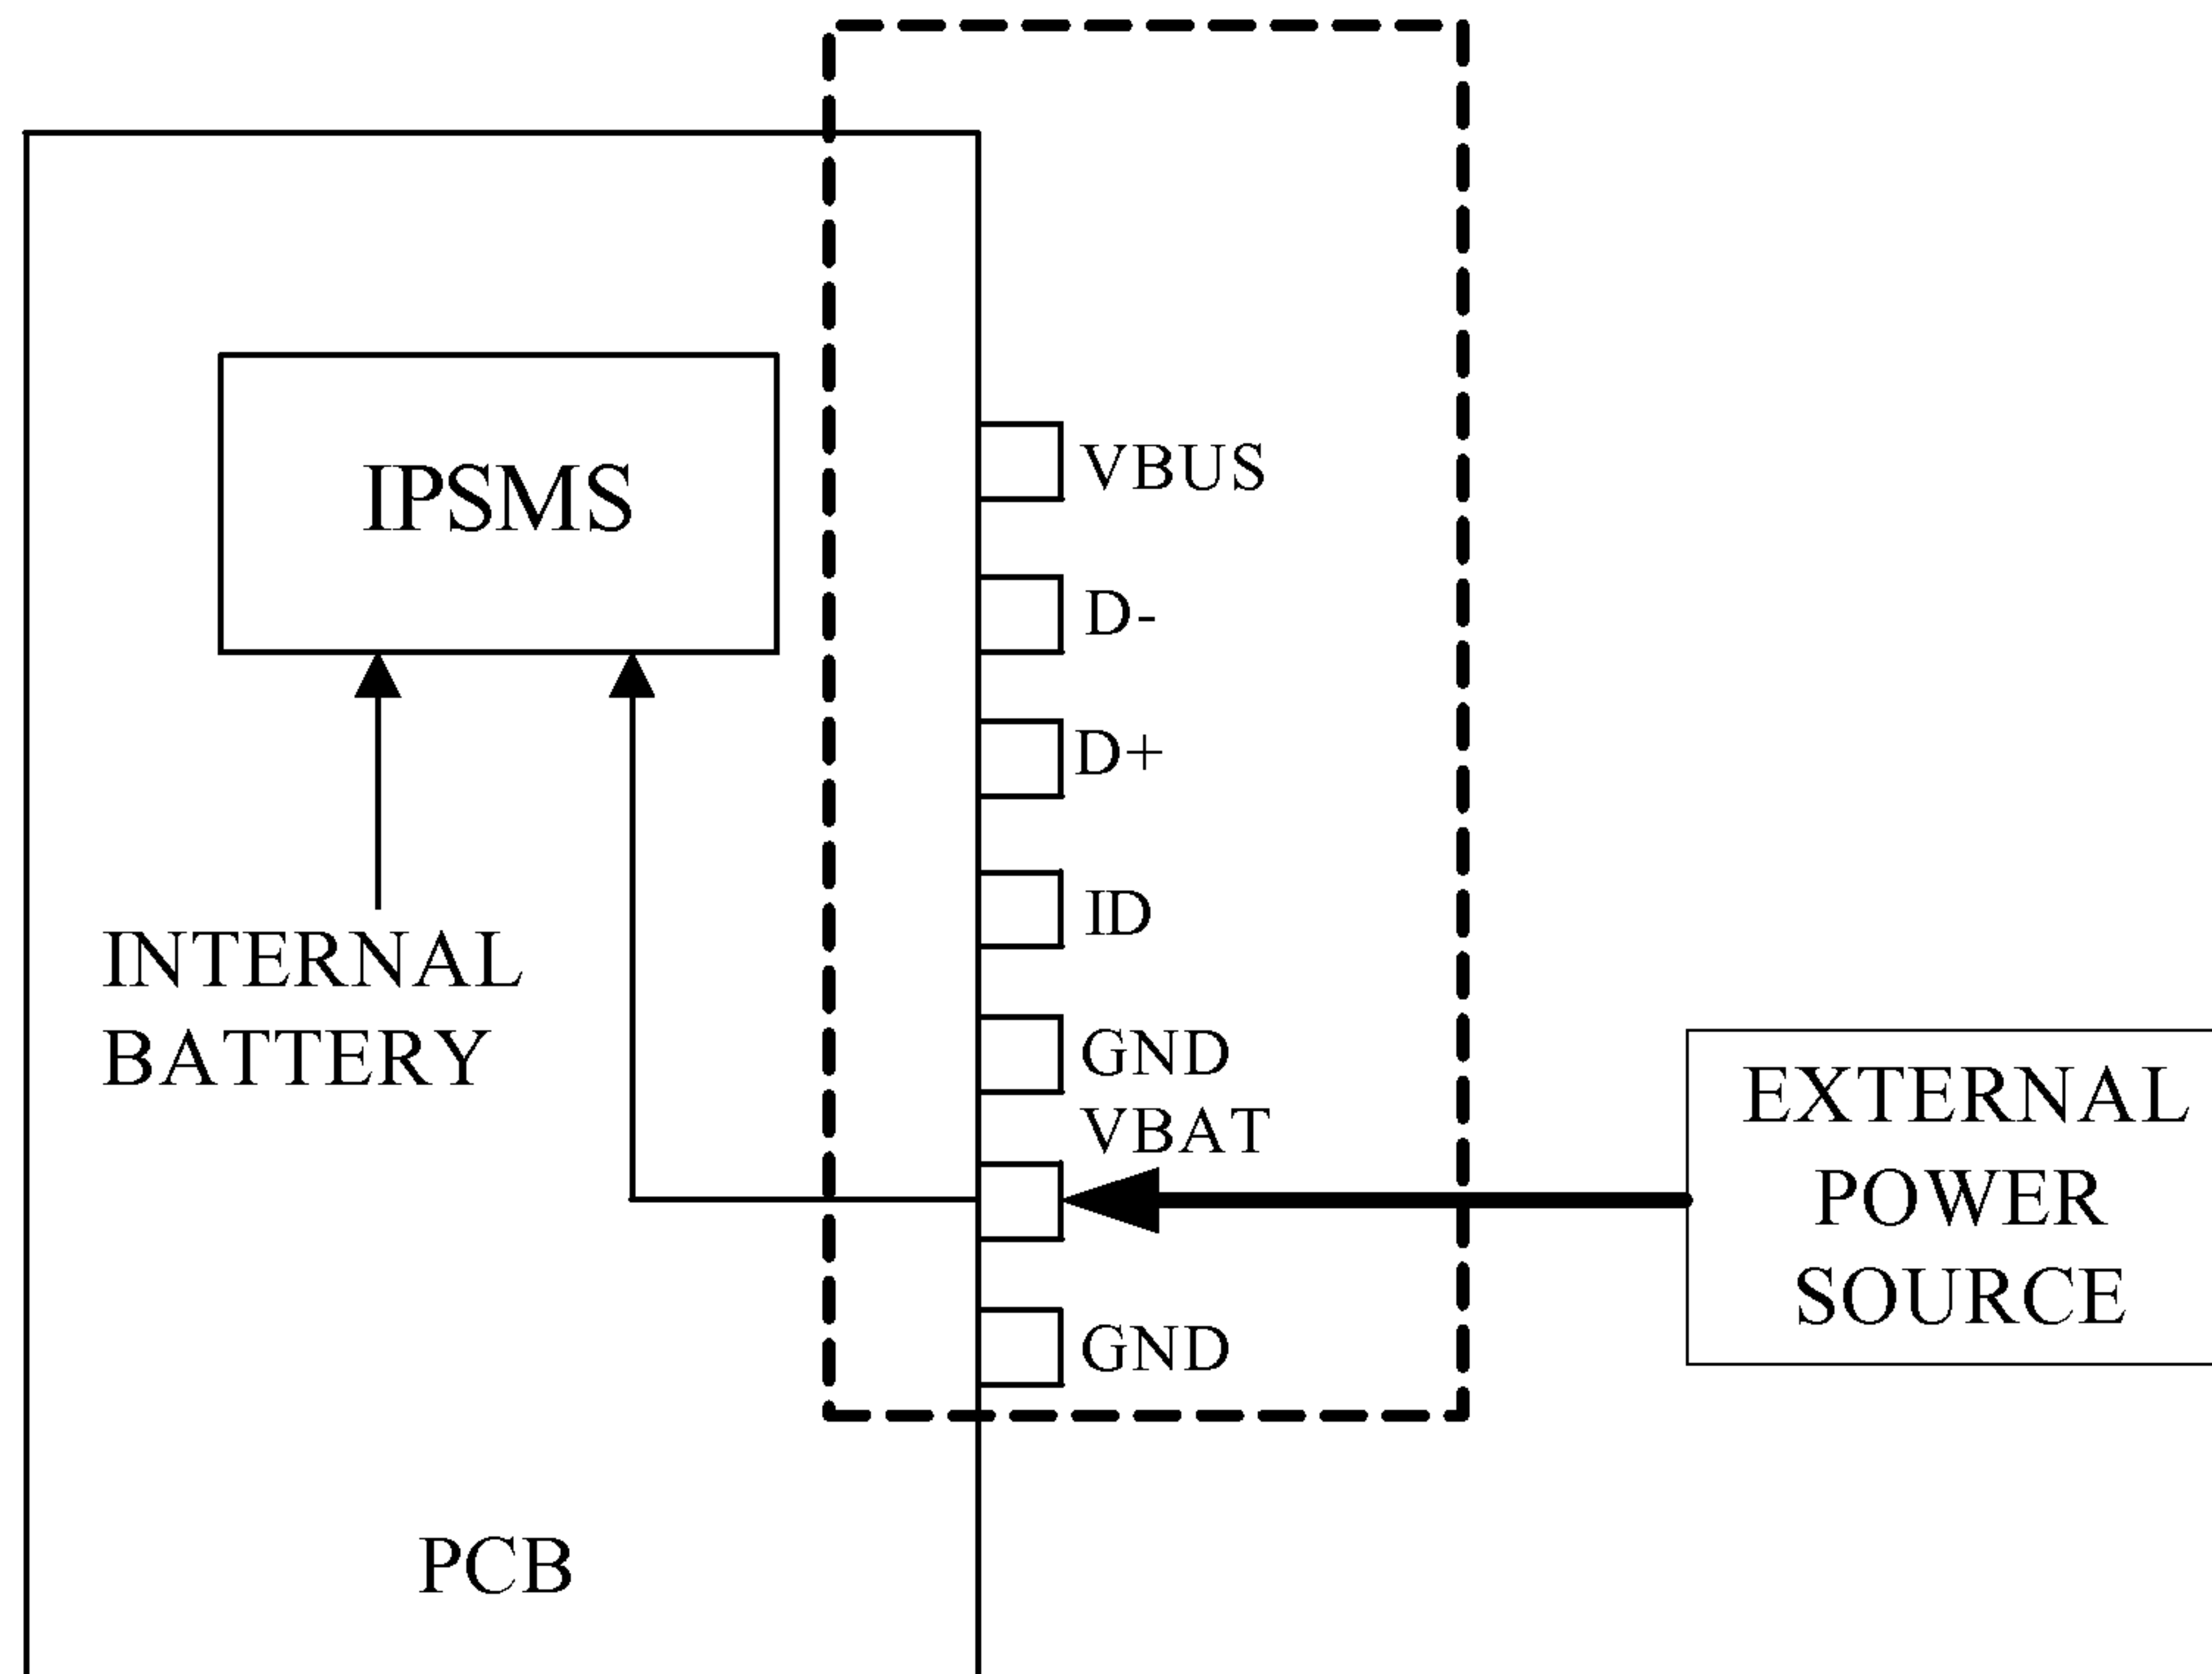 IPSMS
INTERNAL
BATTERY
PCB
VBUS
D-
D+
ID
GND
VBAT
GND
EXTERNAL
POWER
SOURCE